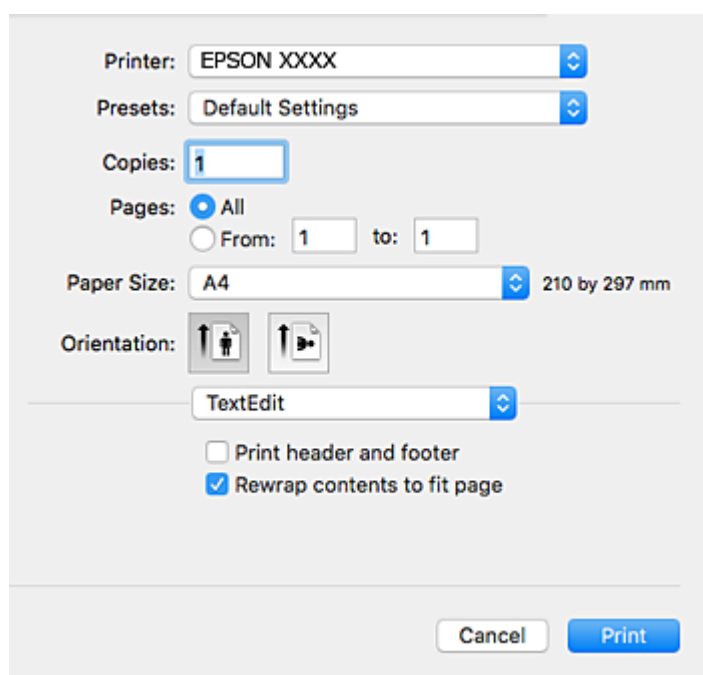 Printer: EPSON XXXX
Presets: Default Settings
Copies: 1
Pages: All
From: 1 to: 1
Paper Size: A4 210 by 297 mm
Orientation:
TextEdit
Print header and footer
Rewrap contents to fit page
Cancel Print